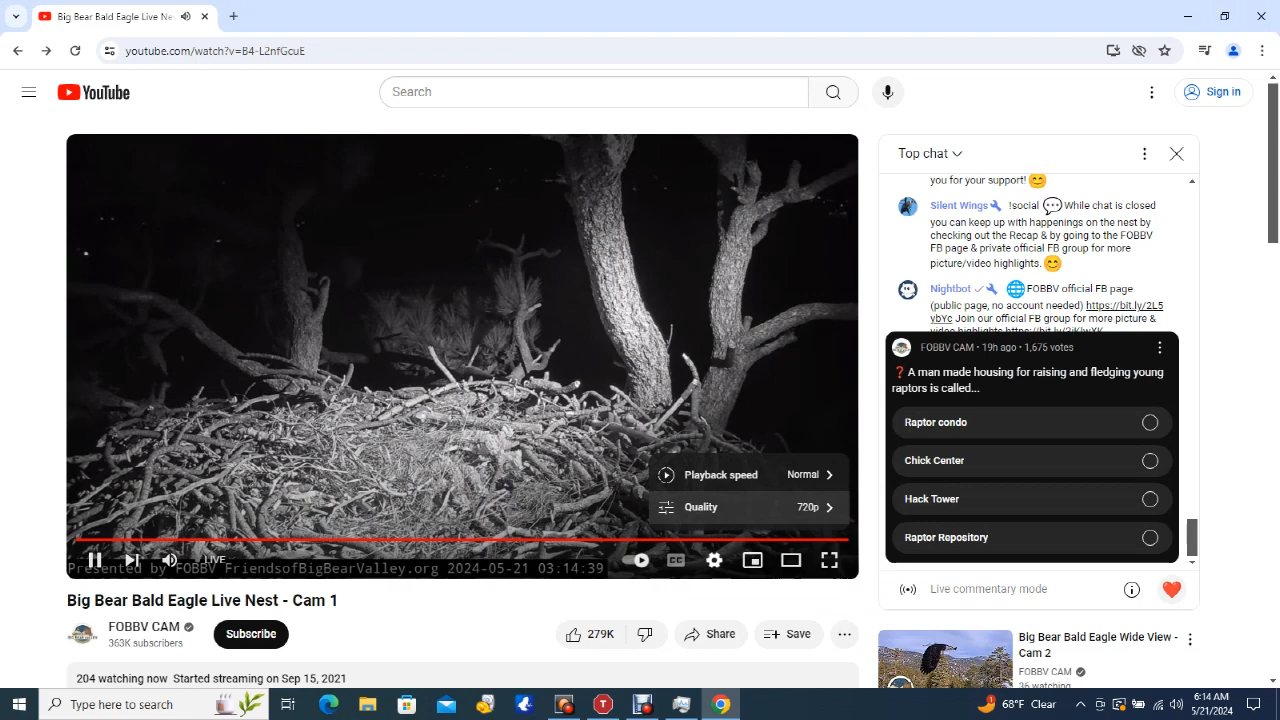 Big Bear Bald Eagle Live Ne
youtube.com/watch?v=B4-L2nfGcuE
YouTube
Search
Sign in
Top chat
you for your support!
Silent Wings !social While chat is closed
you can keep up with happenings on the nest by
checking out the Recap & by going to the FOBBV
FB page & private official FB group for more
picture/video highlights.
Nightbot FOBBV official FB page
(public page, no account needed) https://bit.ly/2L5
ybYc Join our official FB group for more picture &
video highlights
FOBBV CAM • 19h ago • 1,675 votes
❓A man made housing for raising and fledging young
raptors is called...
Raptor condo
Chick Center
Hack Tower
Raptor Repository
Live commentary mode
Playback speed Normal
Quality 720p
LIVE
CC
Presented by FOBBV FriendsofBigBearValley.org 2024-05-21 03:14:39
Big Bear Bald Eagle Live Nest - Cam 1
FOBBV CAM
363K subscribers
Subscribe
279K
Share
Save
204 watching now Started streaming on Sep 15, 2021
Big Bear Bald Eagle Wide View -
Cam 2
FOBBV CAM
36 watching
Type here to search
68°F Clear
6:14 AM
5/21/2024